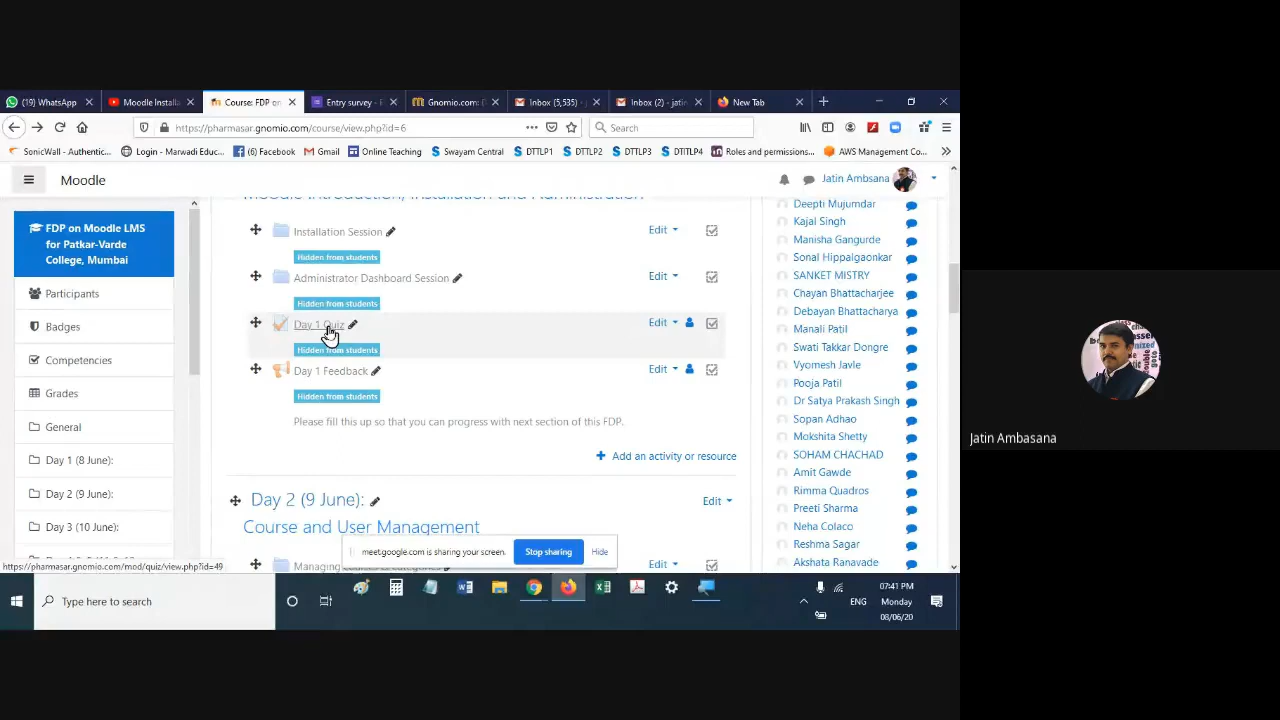 (19) WhatsApp
Moodle Installa
Course: FDP on
Entry survey -
Gnomio.com:
Inbox (5,535) -
Inbox (2) - jatin
New Tab
https://pharmasar.gnomio.com/course/view.php?id=6
Search
SonicWall - Authentic...
Login - Marwadi Educ...
(6) Facebook
Gmail
Online Teaching
Swayam Central
DTTLP1
DTTLP2
DTTLP3
DTITLP4
Roles and permissions...
AWS Management Co...
Moodle
Jatin Ambsana
FDP on Moodle LMS
for Patkar-Varde
College, Mumbai
Participants
Badges
Competencies
Grades
General
Day 1 (8 June):
Day 2 (9 June):
Day 3 (10 June):
https://pharmasar.gnomio.com/mod/quiz/view.php?id=49
Moodle Introduction, Installation and Administration
Installation Session
Edit
Hidden from students
Administrator Dashboard Session
Edit
Hidden from students
Day 1 Quiz
Edit
Hidden from students
Day 1 Feedback
Edit
Hidden from students
Please fill this up so that you can progress with next section of this FDP.
Add an activity or resource
Day 2 (9 June):
Edit
Course and User Management
meet.google.com is sharing your screen.
Stop sharing
Hide
Managing
Edit
Deepti Mujumdar
Kajal Singh
Manisha Gangurde
Sonal Hippalgaonkar
SANKET MISTRY
Chayan Bhattacharjee
Debayan Bhattacharya
Manali Patil
Swati Takkar Dongre
Vyomesh Javle
Pooja Patil
Dr Satya Prakash Singh
Sopan Adhao
Mokshita Shetty
SOHAM CHACHAD
Amit Gawde
Rimma Quadros
Preeti Sharma
Neha Colaco
Reshma Sagar
Akshata Ranavade
Type here to search
ENG
07:41 PM
Monday
08/06/20
Jatin Ambasana